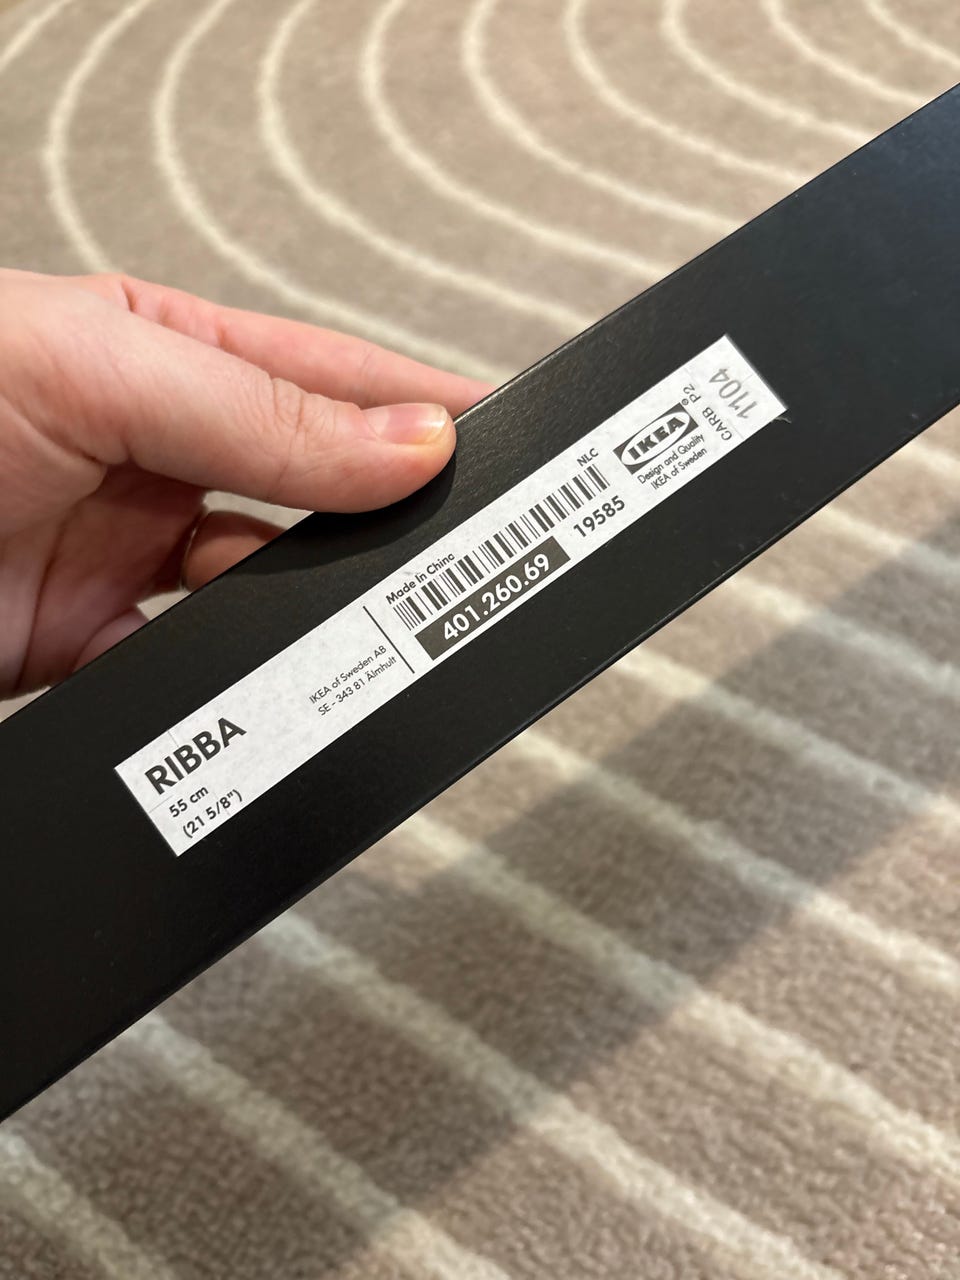 RIBBA
55 cm
(21 5/8")
IKEA of Sweden AB
SE - 343 81 Älmhult
Made in China
NLC
401.260.69
19585
IKEA®
Design and Quality
IKEA of Sweden
CARB P2
1104